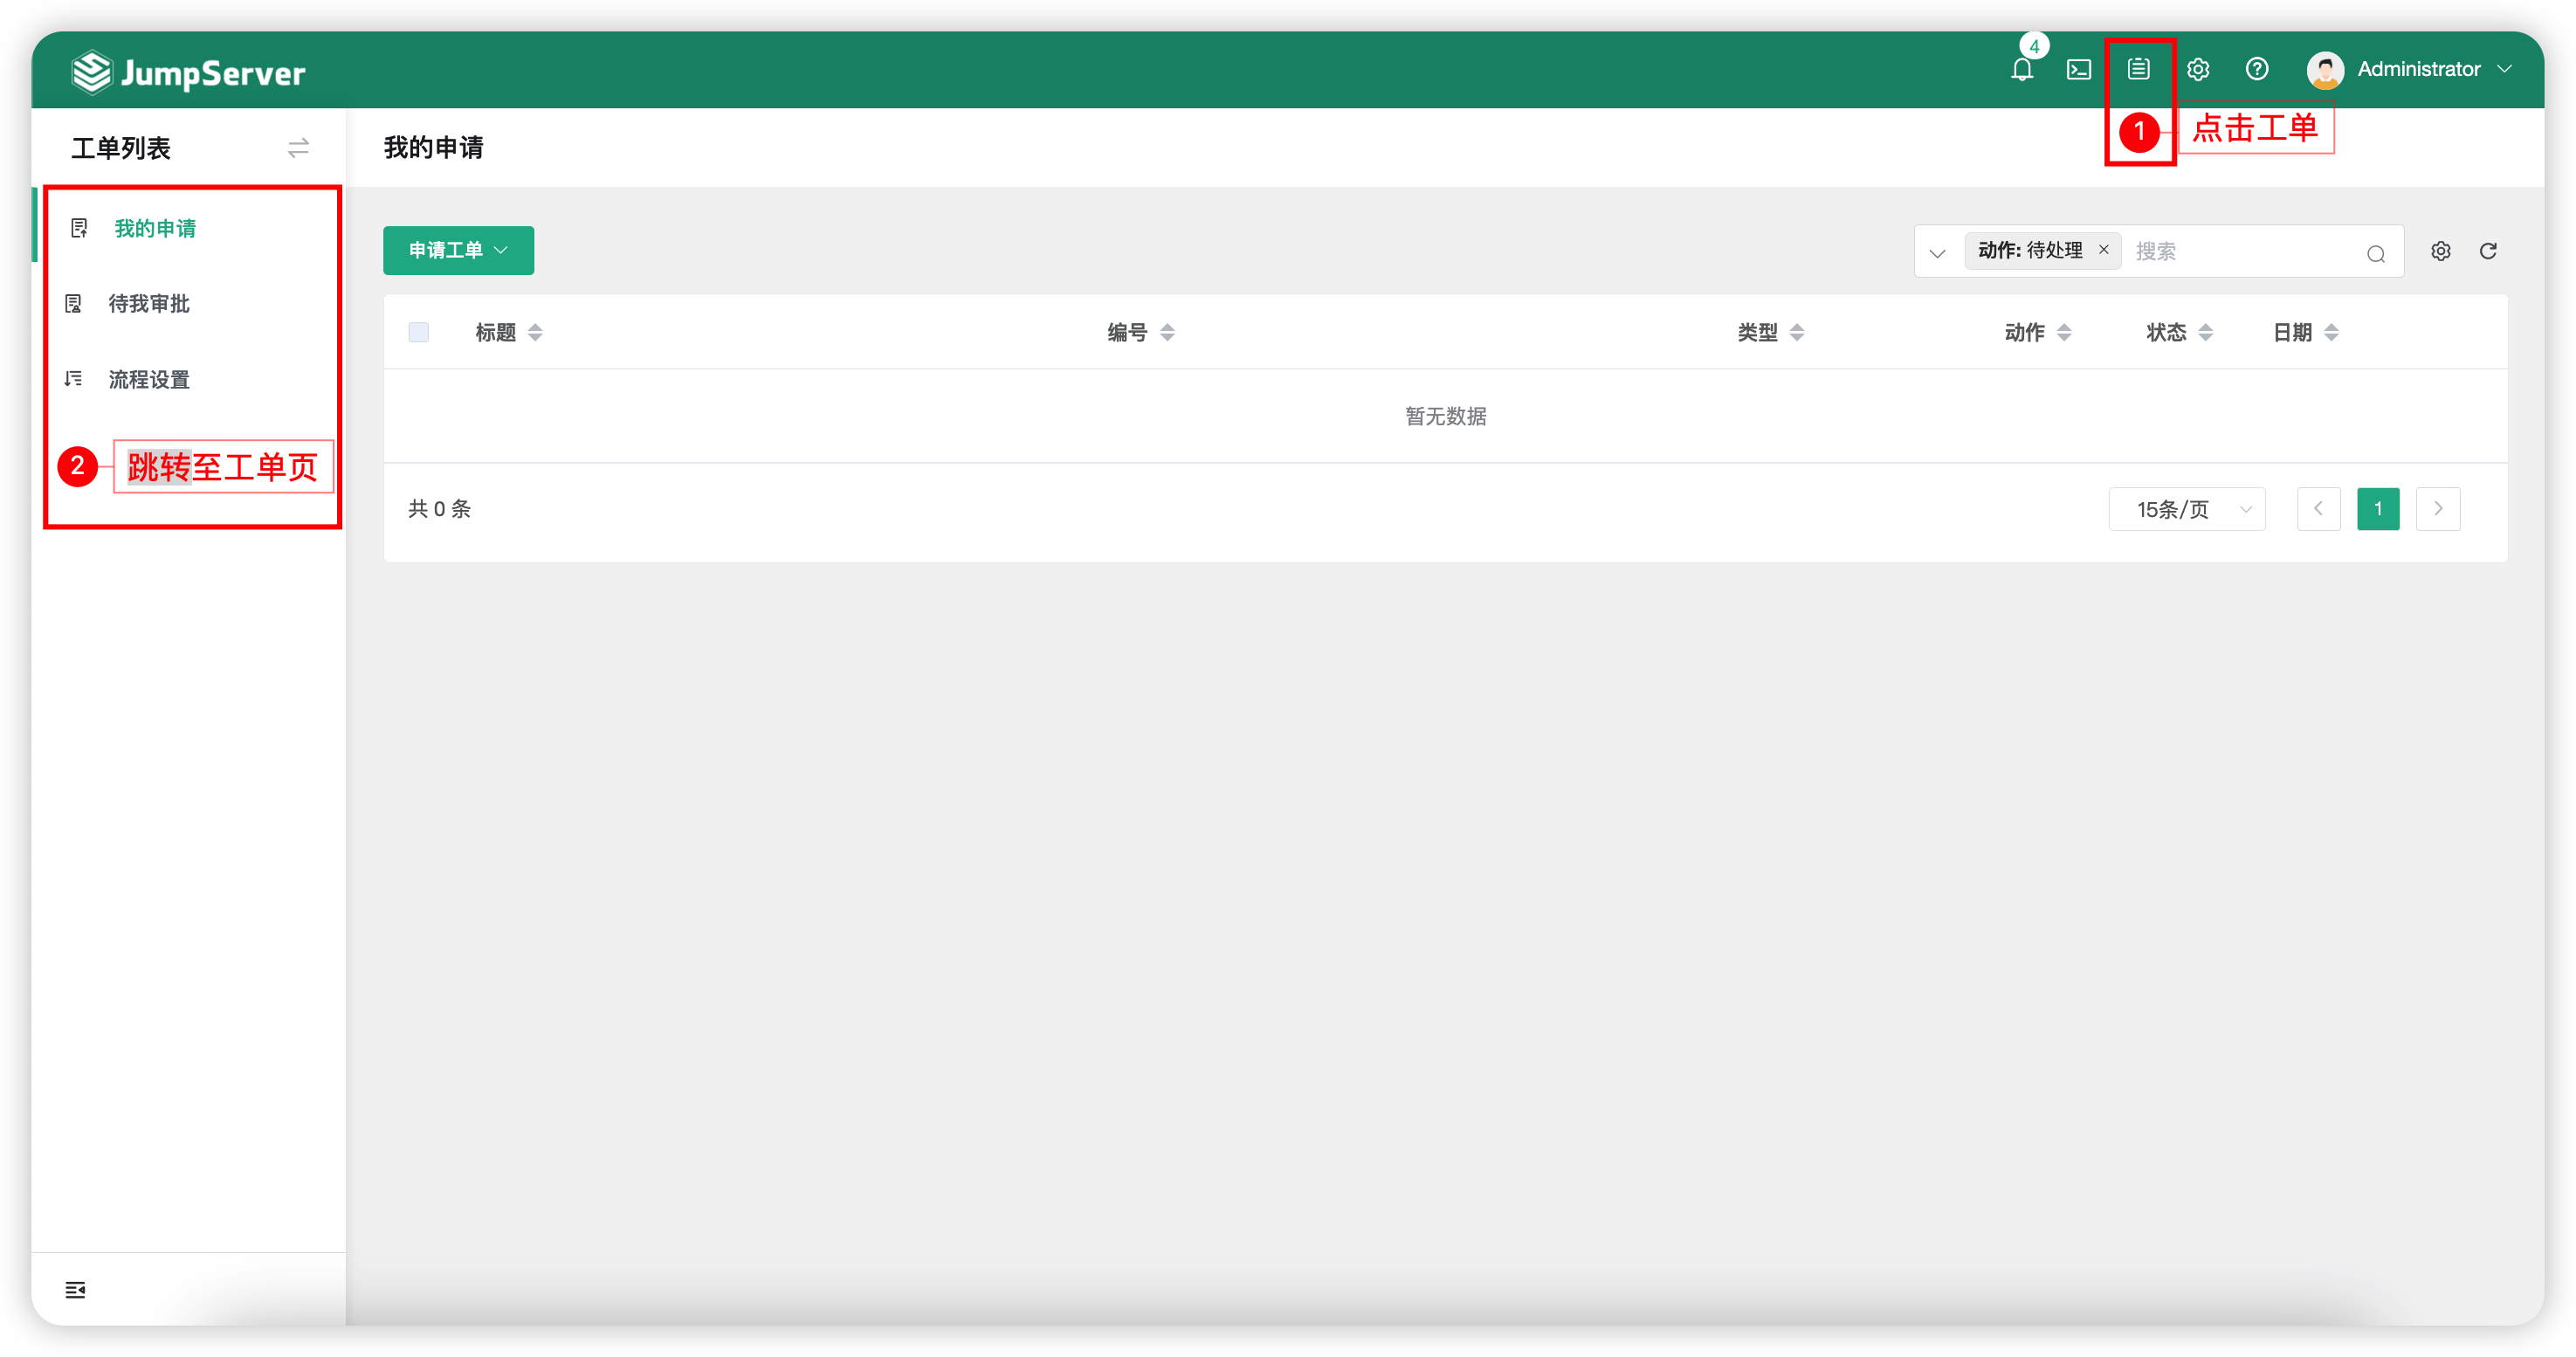 JumpServer
4
Administrator
工单列表
我的申请
1
点击工单
我的申请
待我审批
流程设置
2
跳转至工单页
申请工单
动作: 待处理
搜索
标题
编号
类型
动作
状态
日期
暂无数据
共 0 条
15条/页
1